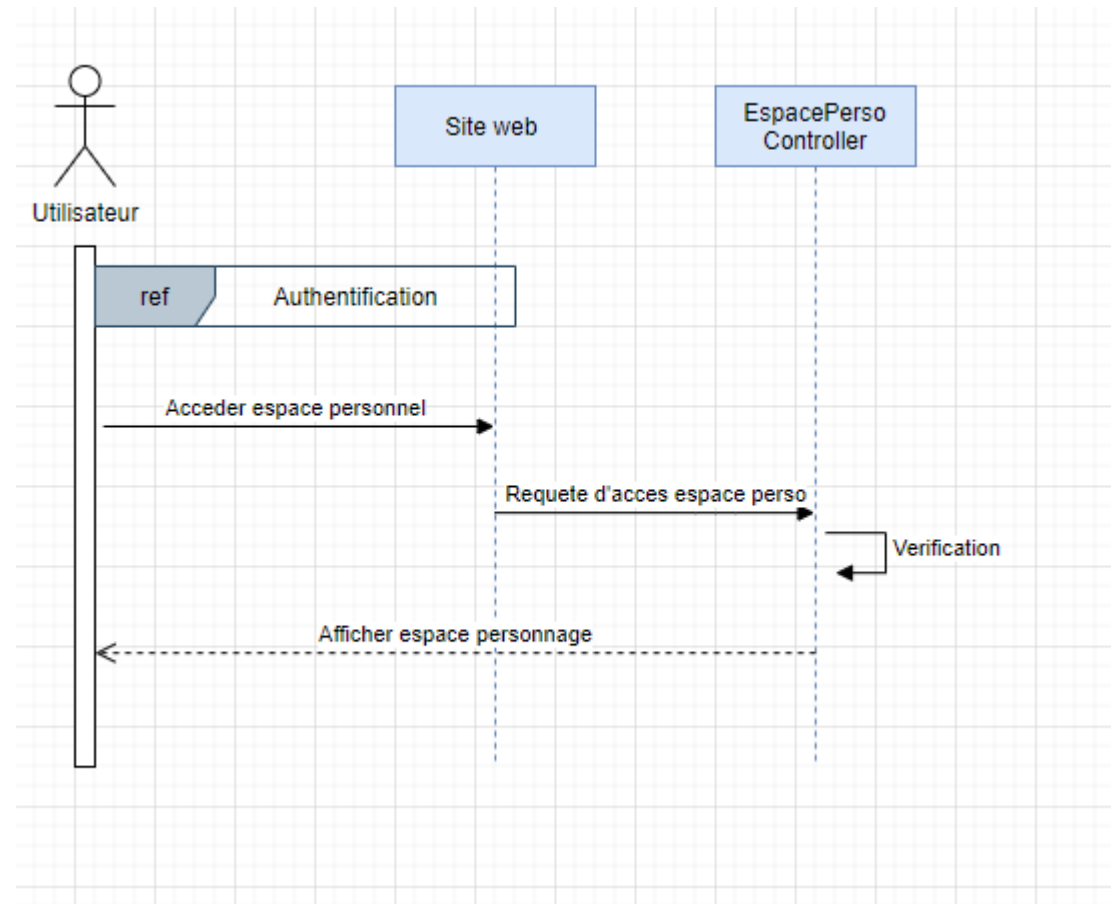 Site web
EspacePerso
Controller
Utilisateur
ref
Authentification
Acceder espace personnel
Requete d'acces espace perso
Verification
Afficher espace personnage